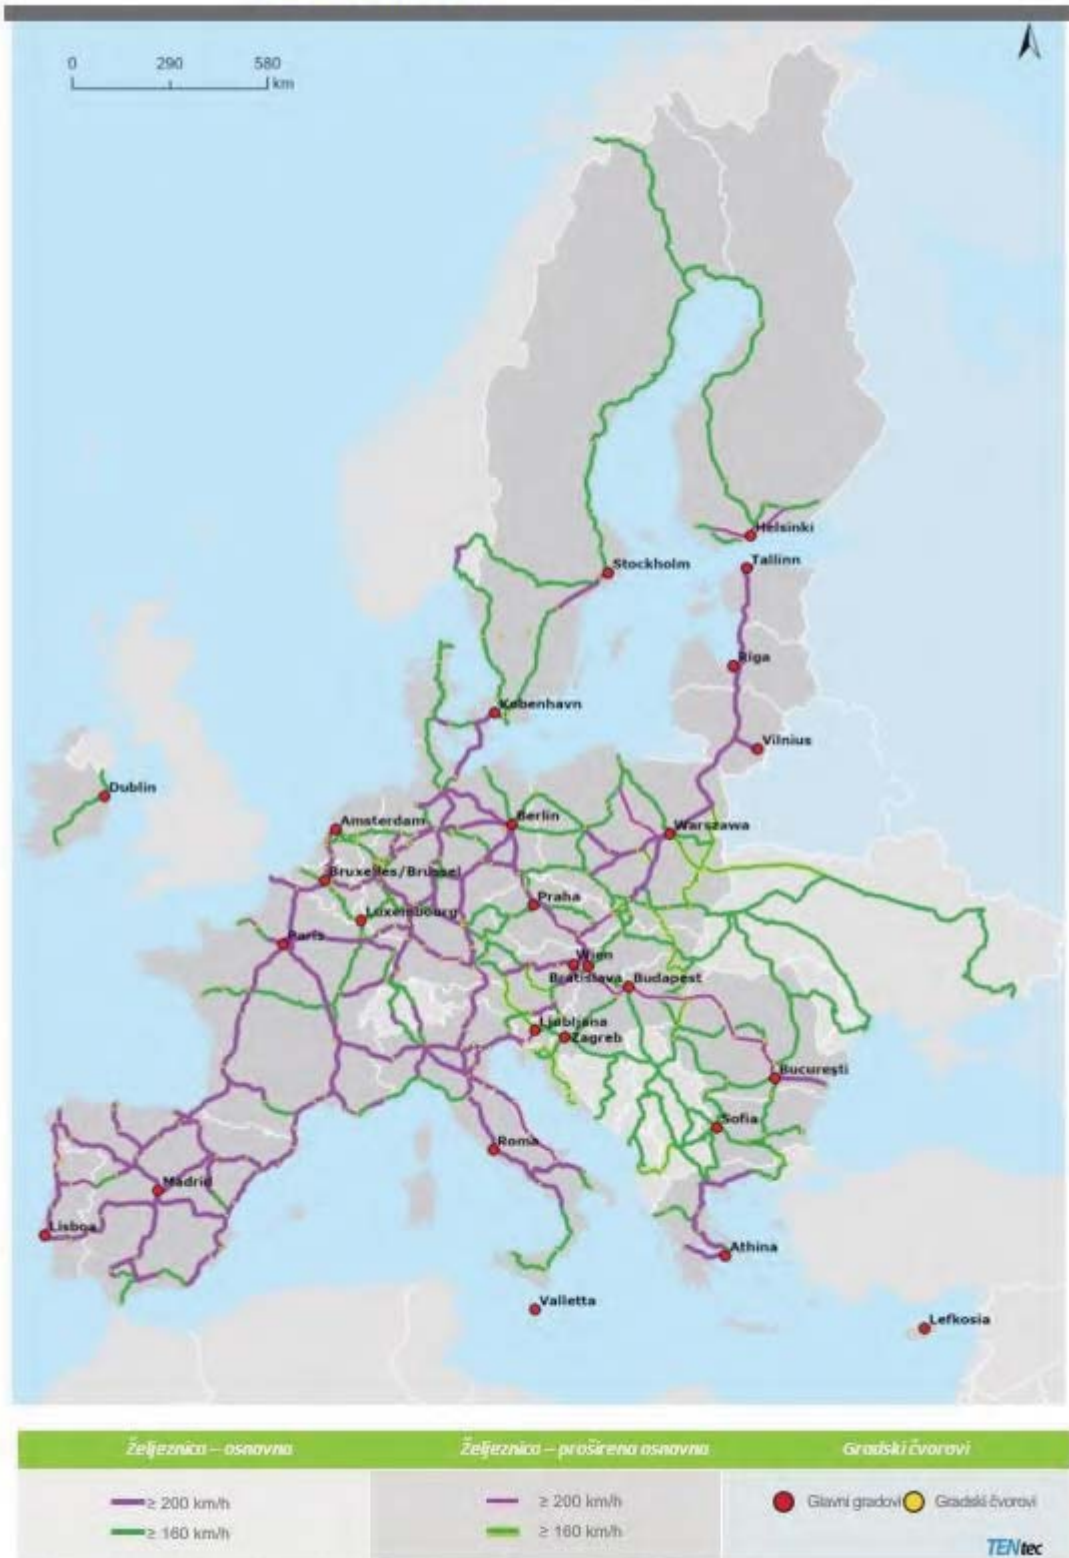 0 290 580
km
Helsinki
Tallinn
Stockholm
Riga
København
Vilnius
Dublin
Amsterdam
Berlin
Warszawa
Bruxelles/Brussel
Praha
Luxembourg
Paris
Wien
Bratislava
Budapest
Ljubljana
Zagreb
București
Sofia
Roma
Madrid
Lisboa
Athina
Valletta
Lefkosia
Željeznica – osnovna
Željeznica – proširena osnovna
Gradski čvorovi
≥ 200 km/h
≥ 160 km/h
≥ 200 km/h
≥ 160 km/h
Glavni gradovi
Gradski čvorovi
TENtec